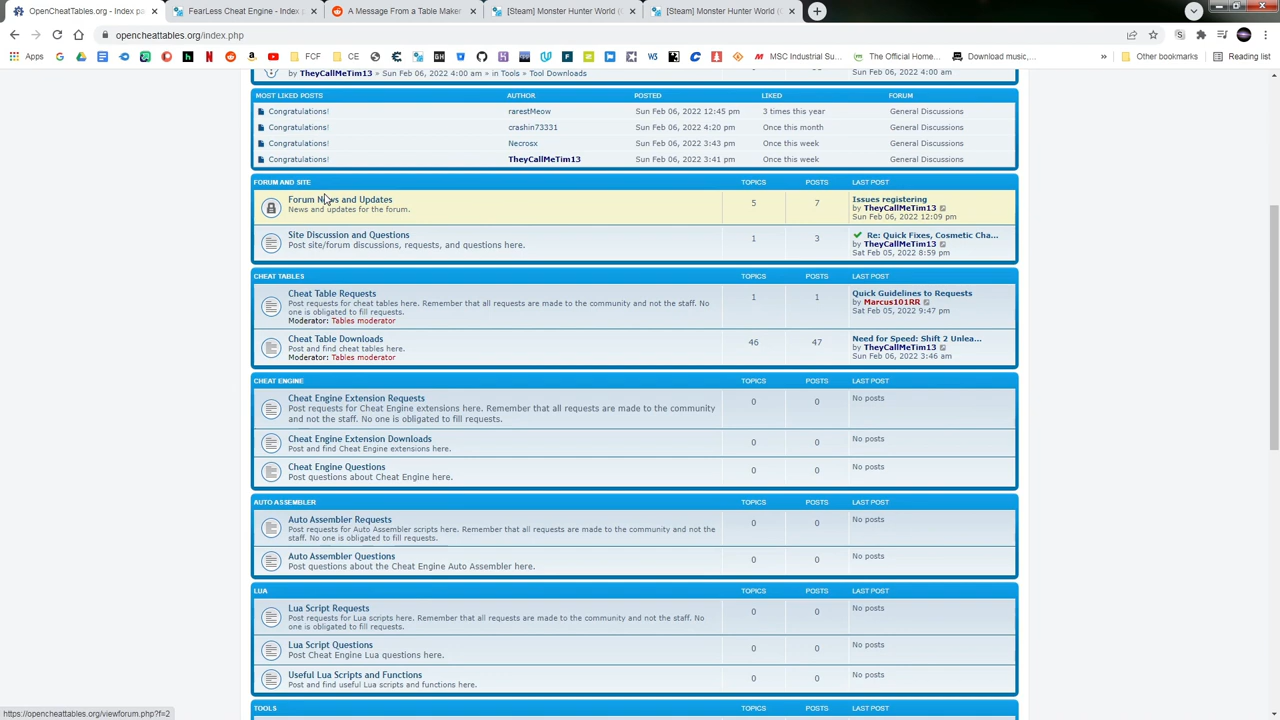 OpenCheatTables.org - Index pa
FearLess Cheat Engine - Index p
A Message From a Table Maker
[Steam] Monster Hunter World (C
[Steam] Monster Hunter World (
opencheattables.org/index.php
Apps
FCF
CE
MSC Industrial Su...
The Official Home...
Download music,...
Other bookmarks
Reading list
by TheyCallMeTim13 » Sun Feb 06, 2022 4:00 am » in Tools » Tool Downloads
Sun Feb 06, 2022 4:00 am
MOST LIKED POSTS AUTHOR POSTED LIKED FORUM
Congratulations! rarestMeow Sun Feb 06, 2022 12:45 pm 3 times this year General Discussions
Congratulations! crashin73331 Sun Feb 06, 2022 4:20 pm Once this month General Discussions
Congratulations! Necrosx Sun Feb 06, 2022 3:43 pm Once this week General Discussions
Congratulations! TheyCallMeTim13 Sun Feb 06, 2022 3:41 pm Once this week General Discussions
FORUM AND SITE TOPICS POSTS LAST POST
Forum News and Updates
News and updates for the forum.
5 7
Issues registering
by TheyCallMeTim13
Sun Feb 06, 2022 12:09 pm
Site Discussion and Questions
Post site/forum discussions, requests, and questions here.
1 3
Re: Quick Fixes, Cosmetic Cha...
by TheyCallMeTim13
Sat Feb 05, 2022 8:59 pm
CHEAT TABLES TOPICS POSTS LAST POST
Cheat Table Requests
Post requests for cheat tables here. Remember that all requests are made to the community and not the staff. No
one is obligated to fill requests.
Moderator: Tables moderator
1 1
Quick Guidelines to Requests
by Marcus101RR
Sat Feb 05, 2022 9:47 pm
Cheat Table Downloads
Post and find cheat tables here.
Moderator: Tables moderator
46 47
Need for Speed: Shift 2 Unlea...
by TheyCallMeTim13
Sun Feb 06, 2022 3:46 am
CHEAT ENGINE TOPICS POSTS LAST POST
Cheat Engine Extension Requests
Post requests for Cheat Engine extensions here. Remember that all requests are made to the community
and not the staff. No one is obligated to fill requests.
0 0 No posts
Cheat Engine Extension Downloads
Post and find Cheat Engine extensions here.
0 0 No posts
Cheat Engine Questions
Post questions about Cheat Engine here.
0 0 No posts
AUTO ASSEMBLER TOPICS POSTS LAST POST
Auto Assembler Requests
Post requests for Auto Assembler scripts here. Remember that all requests are made to the community and not the
staff. No one is obligated to fill requests.
0 0 No posts
Auto Assembler Questions
Post questions about the Cheat Engine Auto Assembler here.
0 0 No posts
LUA TOPICS POSTS LAST POST
Lua Script Requests
Post requests for Lua scripts here. Remember that all requests are made to the community and not the staff. No
one is obligated to fill requests.
0 0 No posts
Lua Script Questions
Post Cheat Engine Lua questions here.
0 0 No posts
Useful Lua Scripts and Functions
Post and find useful Lua scripts and functions here.
0 0 No posts
TOOLS TOPICS POSTS LAST POST
https://opencheattables.org/viewforum.php?f=2